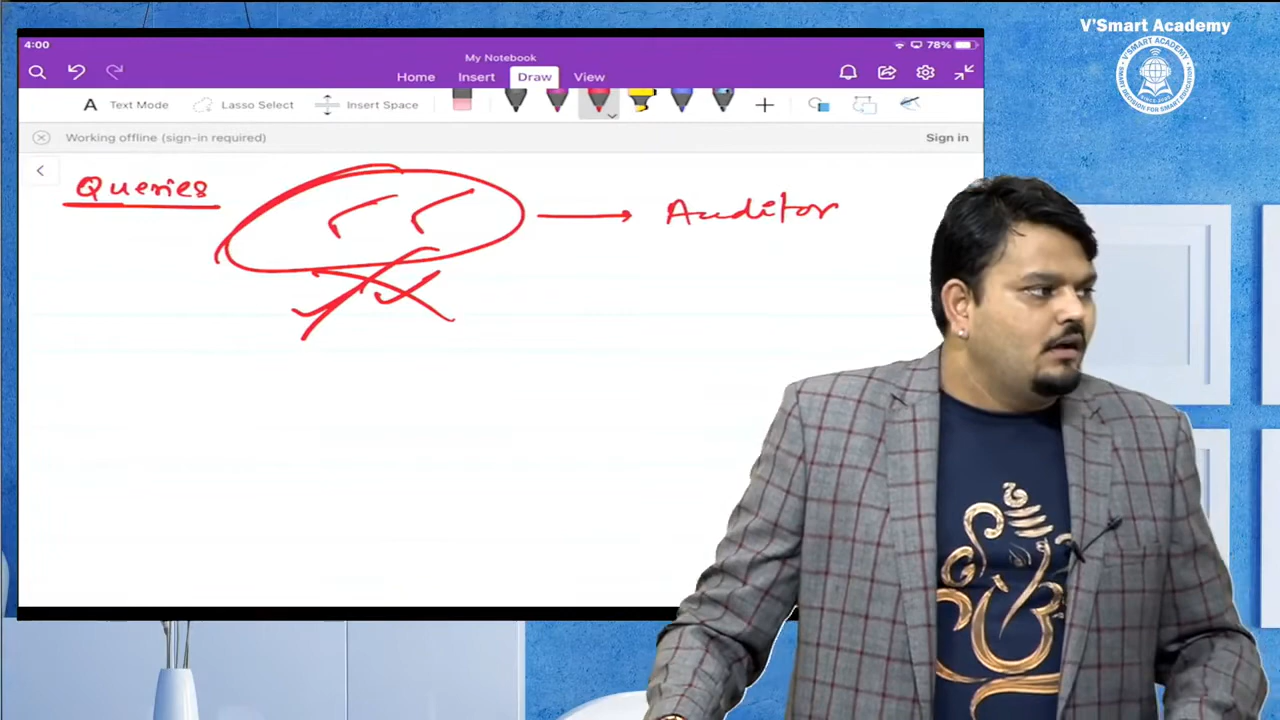 V'Smart Academy
4:00
78%
My Notebook
Home Insert Draw View
A Text Mode Lasso Select Insert Space
Working offline (sign-in required)
Sign in
Queries
Auditor